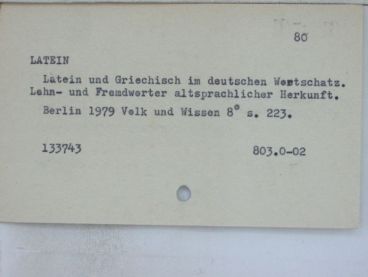 80
LATEIN
Latein und Griechisch im deutschen Wortschatz.
Lehn- und Fremdworter altsprachlicher Herkunft.
Berlin 1979 Volk und Wissen 8° s. 223.
133743 803.0-02